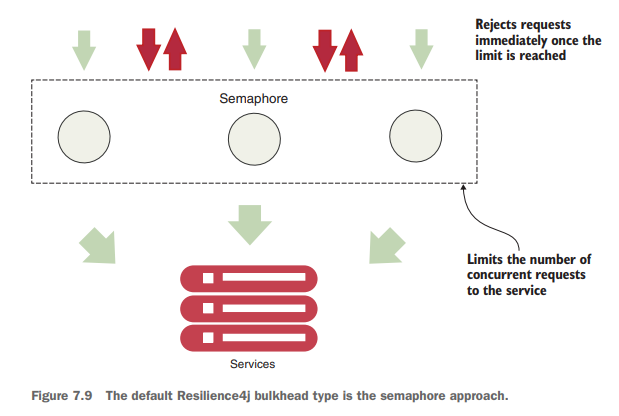 Rejects requests
immediately once the
limit is reached
Semaphore
Limits the number of
concurrent requests
to the service
Services
Figure 7.9 The default Resilience4j bulkhead type is the semaphore approach.